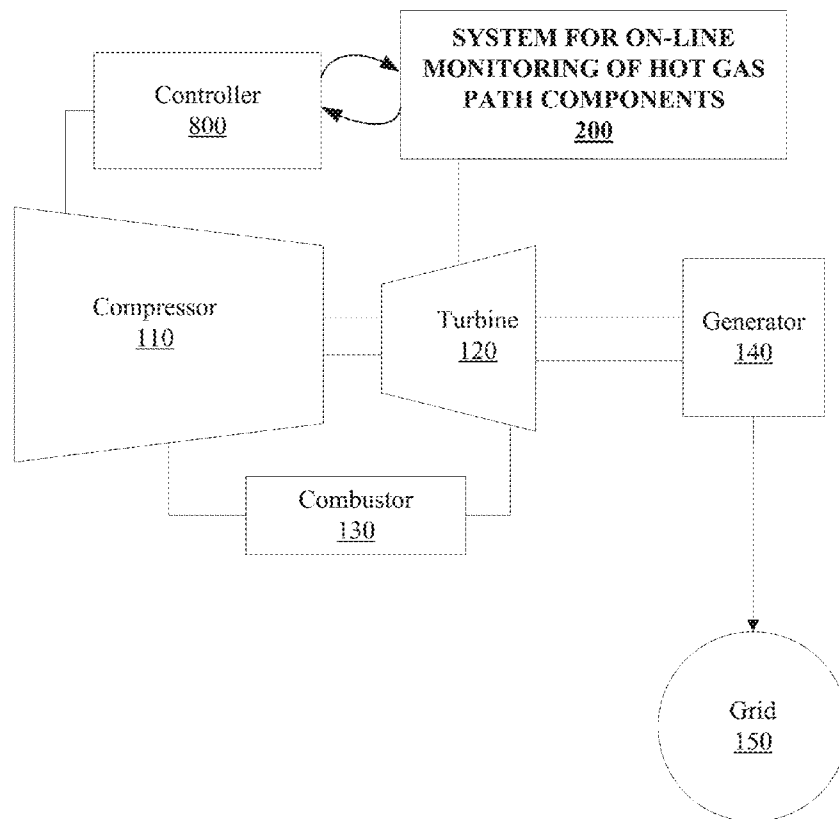 SYSTEM FOR ON-LINE
MONITORING OF HOT GAS
PATH COMPONENTS
200
Controller
800
Compressor
110
Turbine
120
Generator
140
Combustor
130
Grid
150